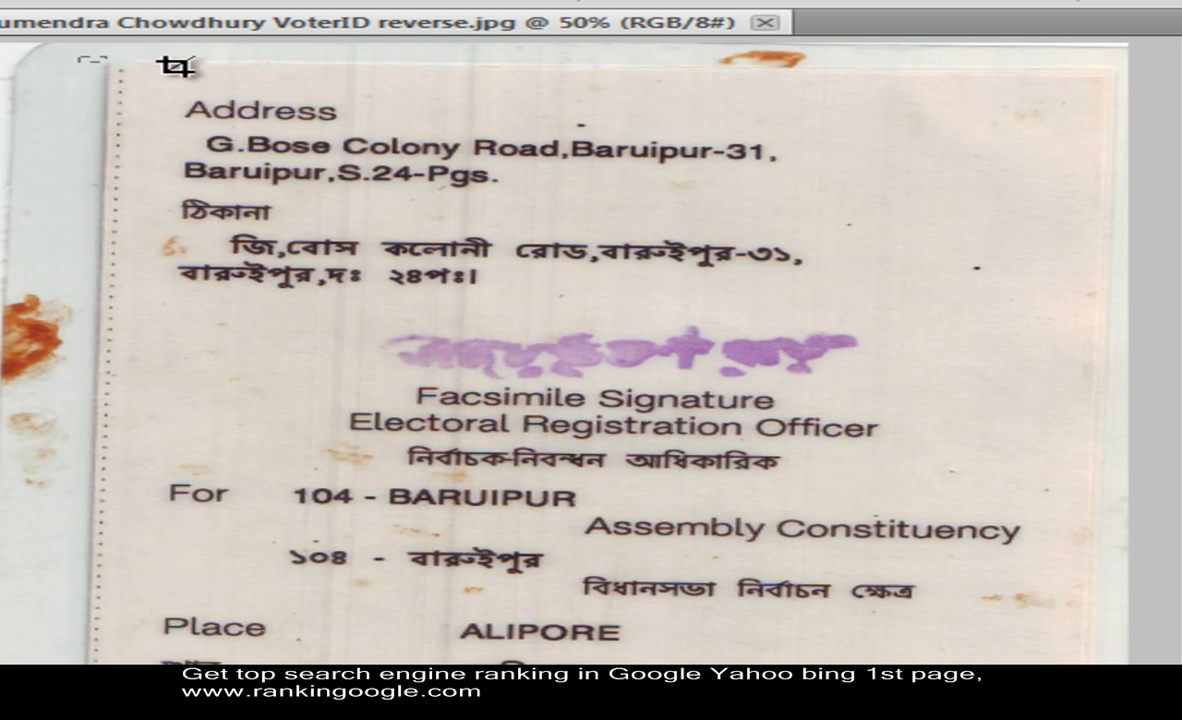 umendra Chowdhury VoterID reverse.jpg @ 50% (RGB/8#)
Address
G.Bose Colony Road,Baruipur-31,
Baruipur,S.24-Pgs.
ঠিকানা
জি,বোস কলোনী রোড,বারুইপুর-৩১,
বারুইপুর,দঃ ২৪পঃ।
Facsimile Signature
Electoral Registration Officer
নির্বাচক-নিবন্ধন আধিকারিক
For 104 - BARUIPUR
Assembly Constituency
১০৪ - বারুইপুর
বিধানসভা নির্বাচন ক্ষেত্র
Place ALIPORE
Get top search engine ranking in Google Yahoo bing 1st page,
www.rankingoogle.com